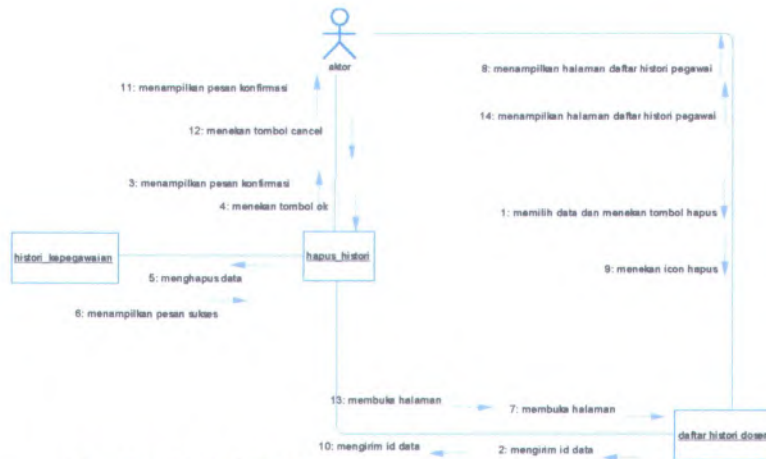 aktor
8: menampilkan halaman daftar histori pegawai
11: menampilkan pesan konfirmasi
14: menampilkan halaman daftar histori pegawai
12: menekan tombol cancel
3: menampilkan pesan konfirmasi
4: menekan tombol ok
1: memilih data dan menekan tombol hapus
histori_kepegawaian
hapus_histori
9: menekan icon hapus
5: menghapus data
6: menampilkan pesan sukses
13: membuka halaman
7: membuka halaman
daftar histori dosen
10: mengirim id data
2: mengirim id data